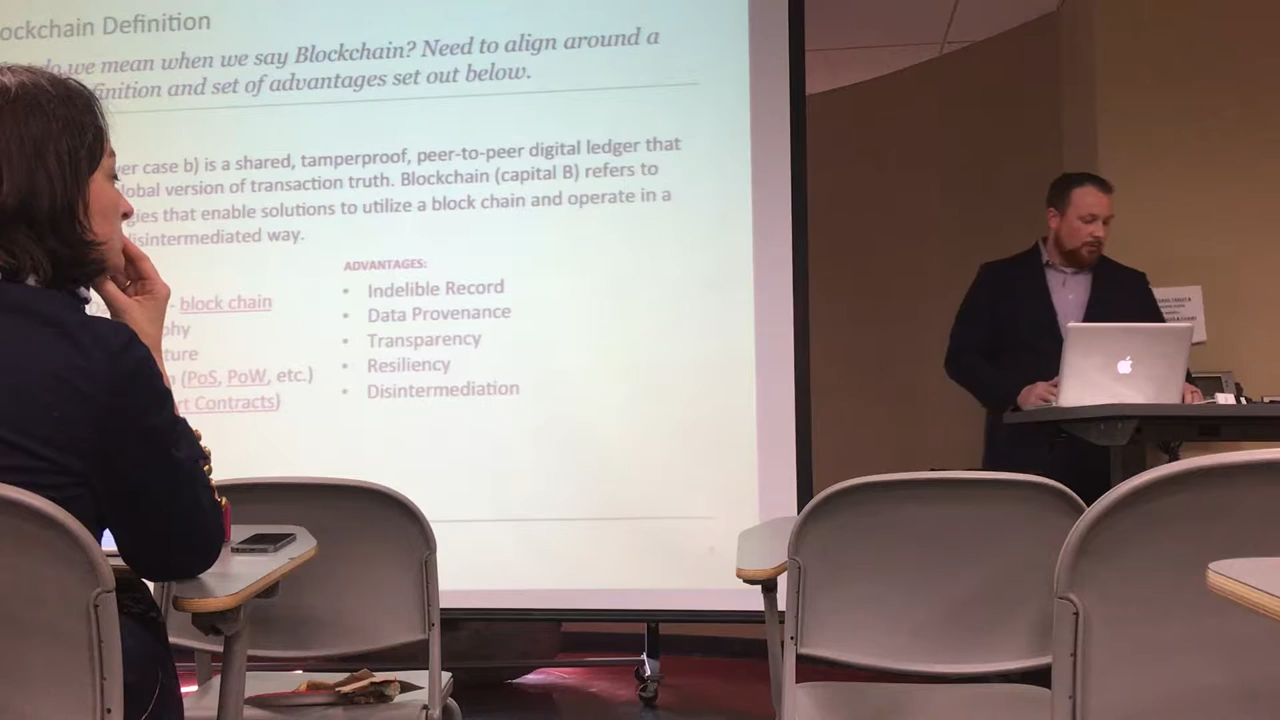 ockchain Definition
do we mean when we say Blockchain? Need to align around a
inition and set of advantages set out below.
er case b) is a shared, tamperproof, peer-to-peer digital ledger that
lobal version of transaction truth. Blockchain (capital B) refers to
gies that enable solutions to utilize a block chain and operate in a
disintermediated way.
ADVANTAGES:
- block chain
• Indelible Record
phy
• Data Provenance
ture
• Transparency
n (PoS, PoW, etc.)
• Resiliency
rt Contracts)
• Disintermediation